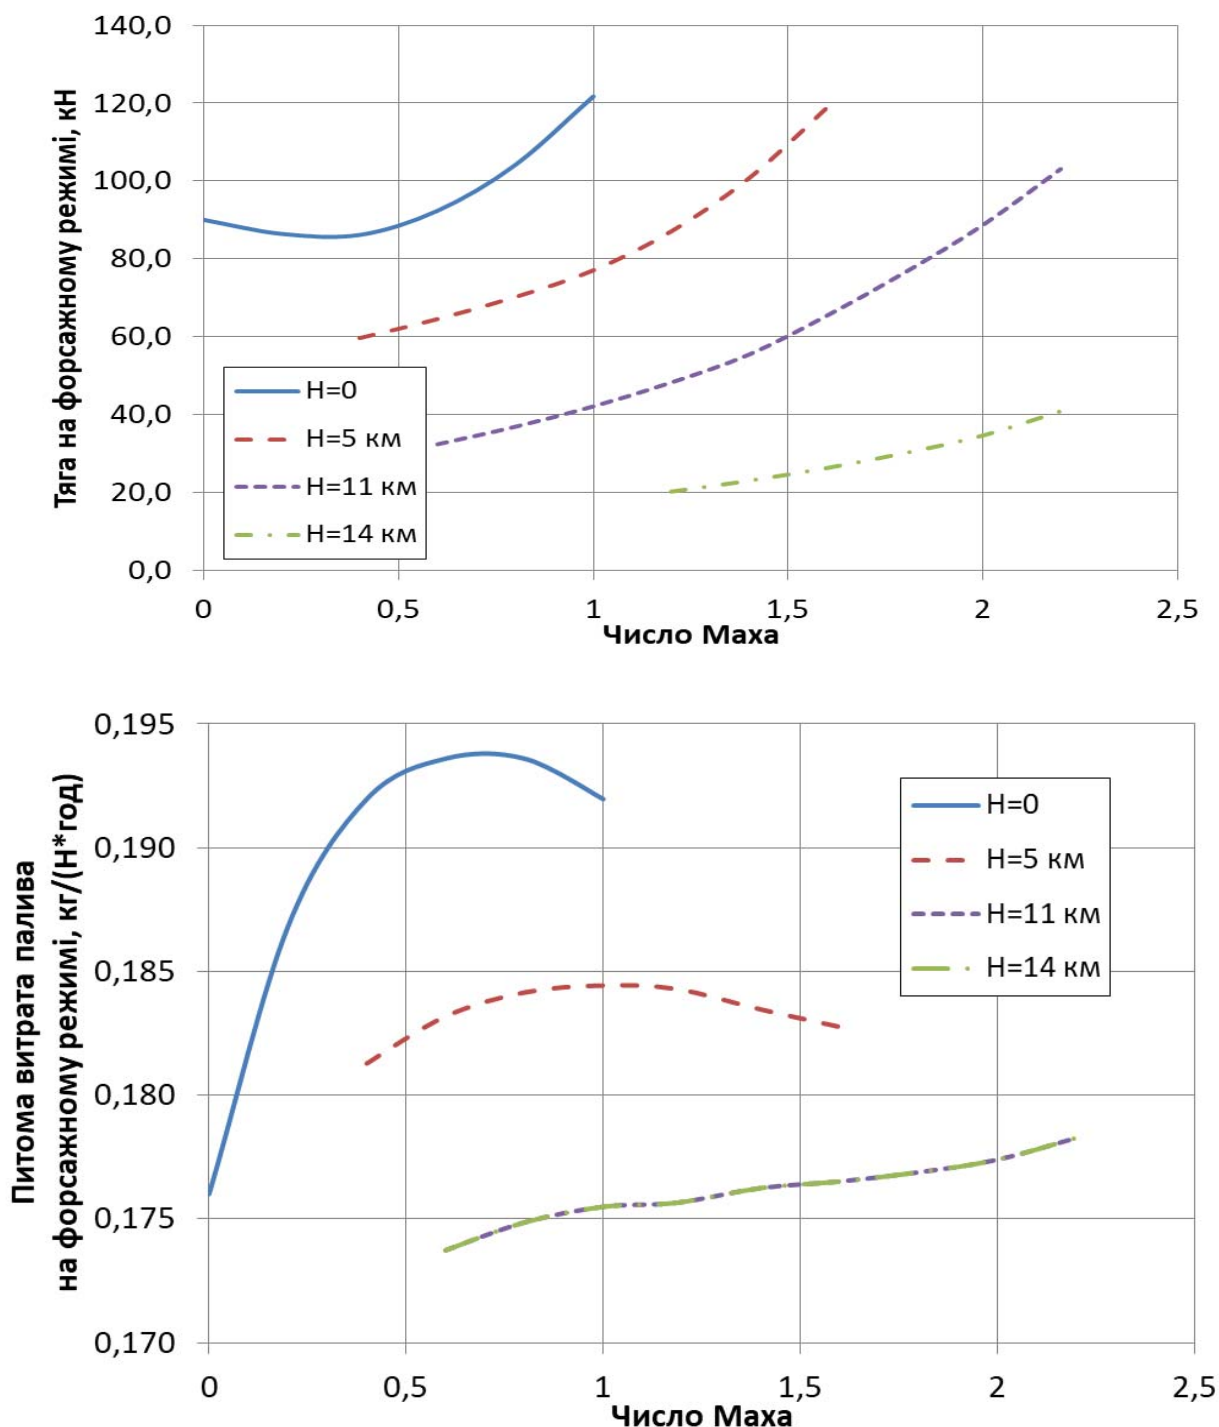 Тяга на форсажному режимі, кН
140,0
120,0
100,0
80,0
60,0
40,0
20,0
0,0
H=0
H=5 км
H=11 км
H=14 км
0 0,5 1 1,5 2 2,5
Число Маха
Питома витрата палива
на форсажному режимі, кг/(Н*год)
0,195
0,190
0,185
0,180
0,175
0,170
H=0
H=5 км
H=11 км
H=14 км
0 0,5 1 1,5 2 2,5
Число Маха